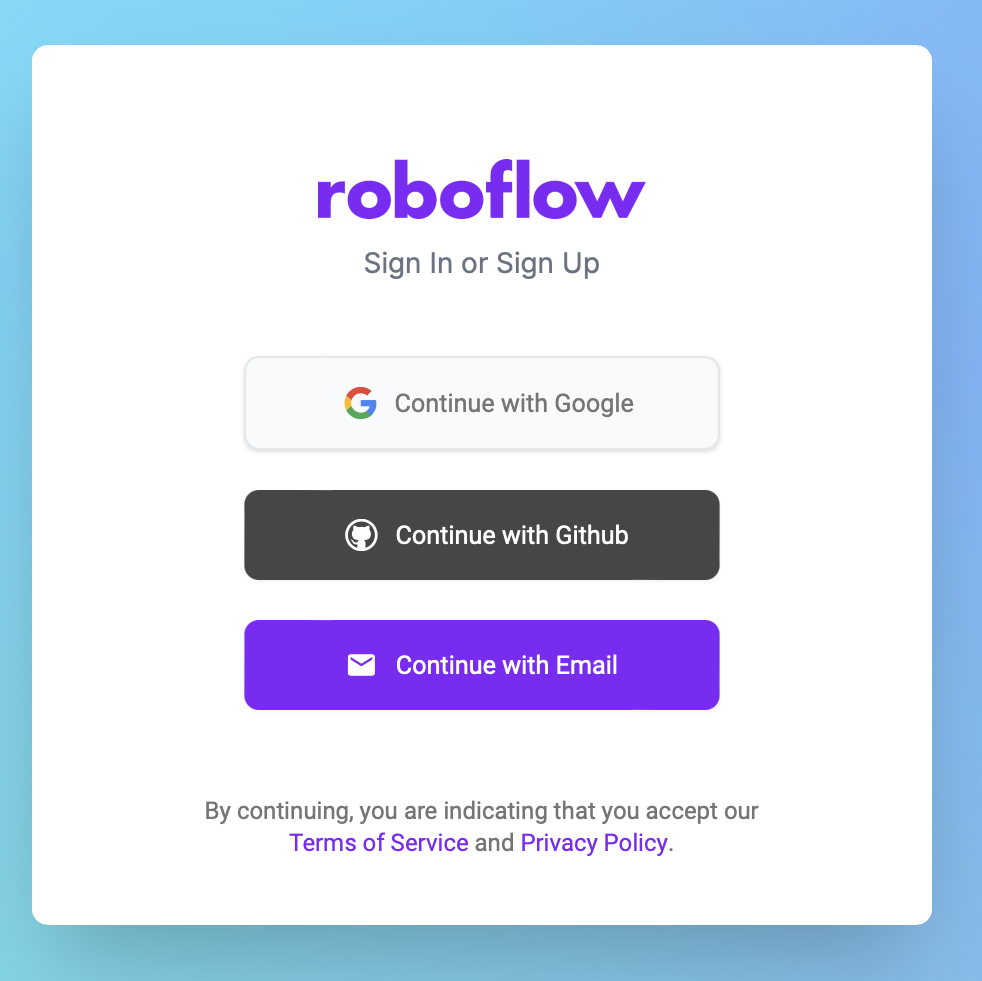 roboflow
Sign In or Sign Up
Continue with Google
Continue with Github
Continue with Email
By continuing, you are indicating that you accept our
Terms of Service and Privacy Policy.